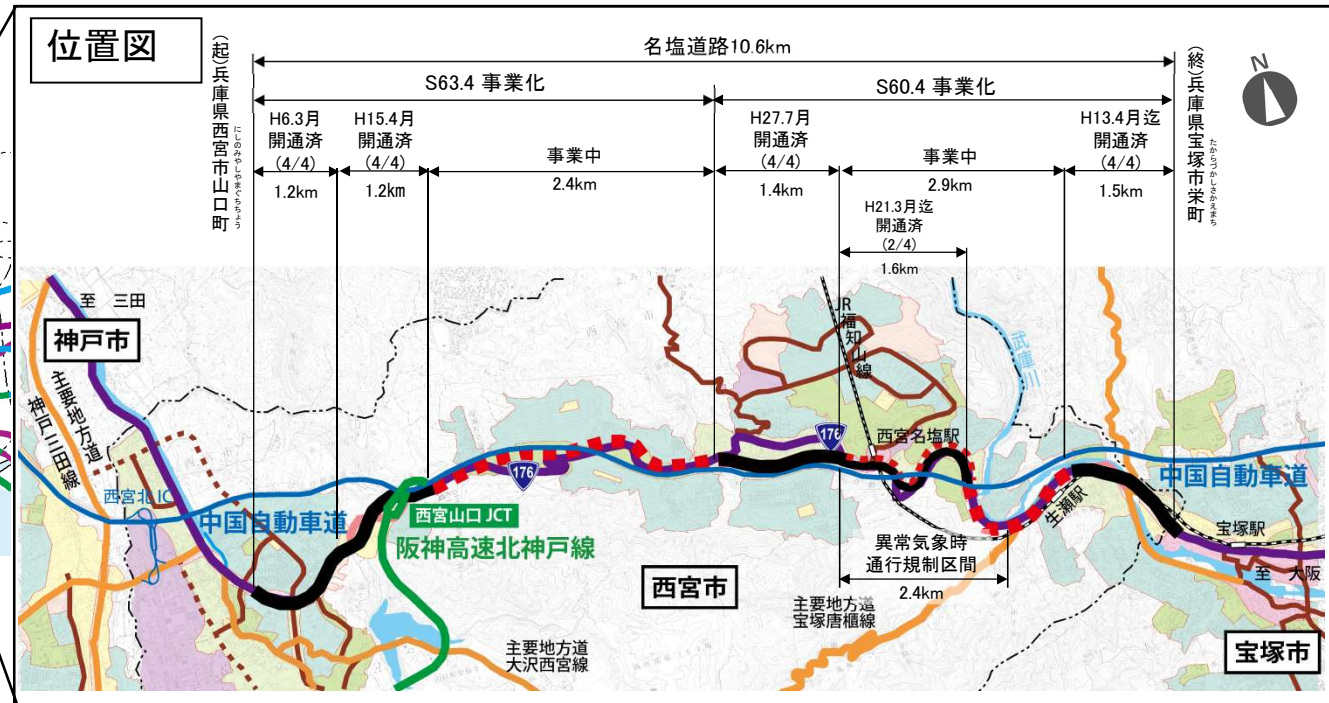 位置図
(起)兵庫県西宮市山口町
にしのみやしやまぐちちょう
名塩道路10.6km
(終)兵庫県宝塚市栄町
たからづかしさかえまち
N
S63.4 事業化
S60.4 事業化
H6.3月
開通済
(4/4)
1.2km
H15.4月
開通済
(4/4)
1.2km
事業中
2.4km
H27.7月
開通済
(4/4)
1.4km
事業中
2.9km
H13.4月迄
開通済
(4/4)
1.5km
H21.3月迄
開通済
(2/4)
1.6km
至 三田
神戸市
主要地方道
神戸三田線
西宮北IC
中国自動車道
176
西宮山口JCT
阪神高速北神戸線
主要地方道
大沢西宮線
西宮市
JR福知山線
176
西宮名塩駅
武庫川
生瀬駅
異常気象時
通行規制区間
2.4km
主要地方道
宝塚唐櫃線
中国自動車道
宝塚駅
至 大阪
宝塚市